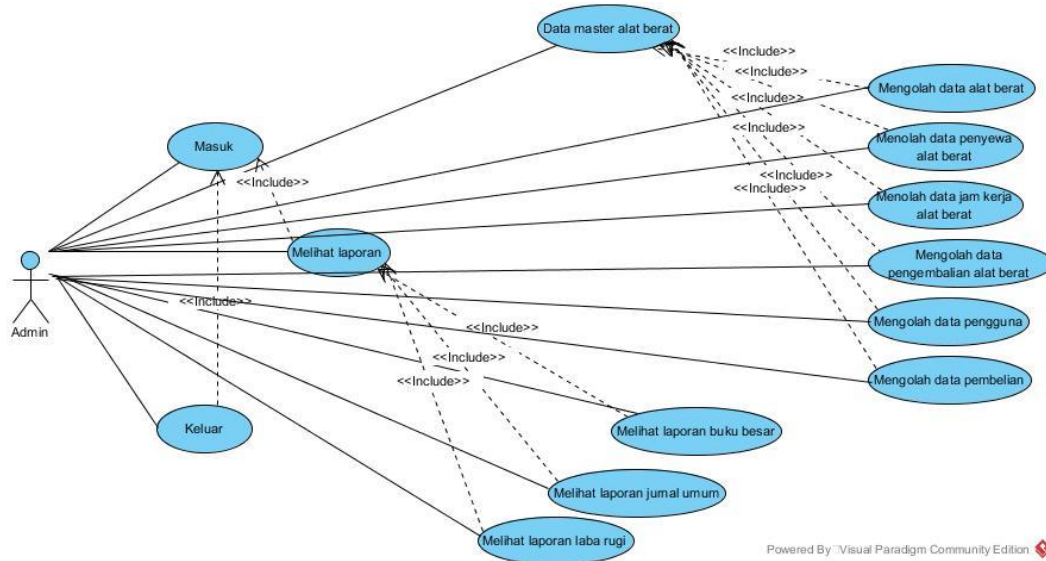 Data master alat berat
<<Include>>
<<Include>>
Mengolah data alat berat
<<Include>>
Masuk
<<Include>>
Menolah data penyewa
alat berat
<<Include>>
<<Include>>
<<Include>>
Menolah data jam kerja
alat berat
Melihat laporan
Mengolah data
pengembalian alat berat
<<Include>>
Admin
<<Include>>
Mengolah data pengguna
<<Include>>
<<Include>>
Mengolah data pembelian
Keluar
Melihat laporan buku besar
Melihat laporan jurnal umum
Melihat laporan laba rugi
Powered By Visual Paradigm Community Edition